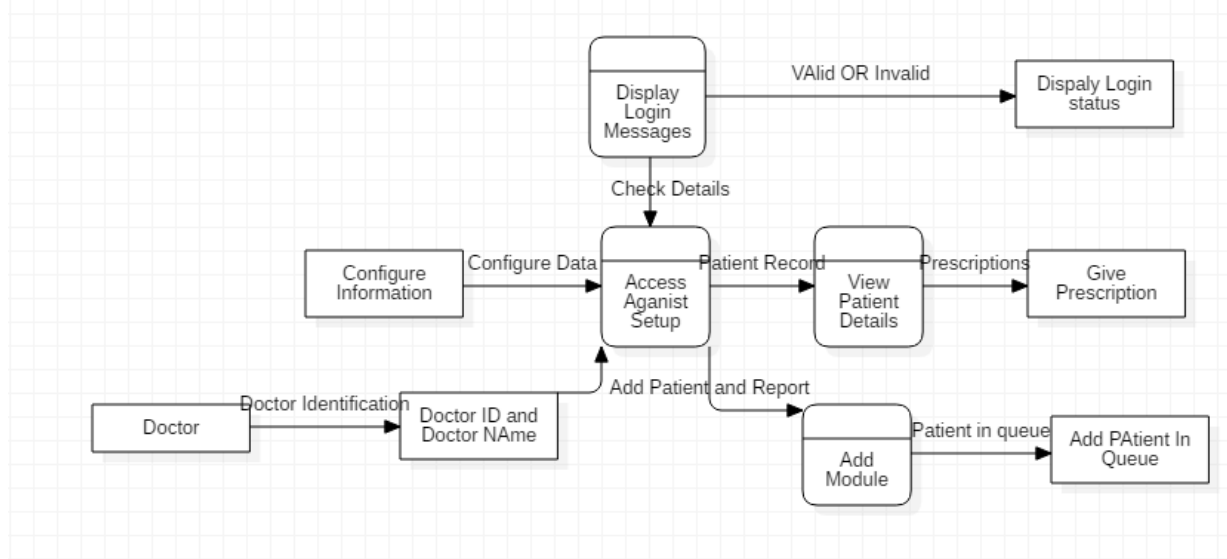 VAlid OR Invalid
Display
Login
Messages
Dispaly Login
status
Check Details
Configure
Information
Configure Data
Access
Aganist
Setup
Patient Record
View
Patient
Details
Prescriptions
Give
Prescription
Doctor
Doctor Identification
Doctor ID and
Doctor NAme
Add Patient and Report
Add
Module
Patient in queue
Add PAtient In
Queue